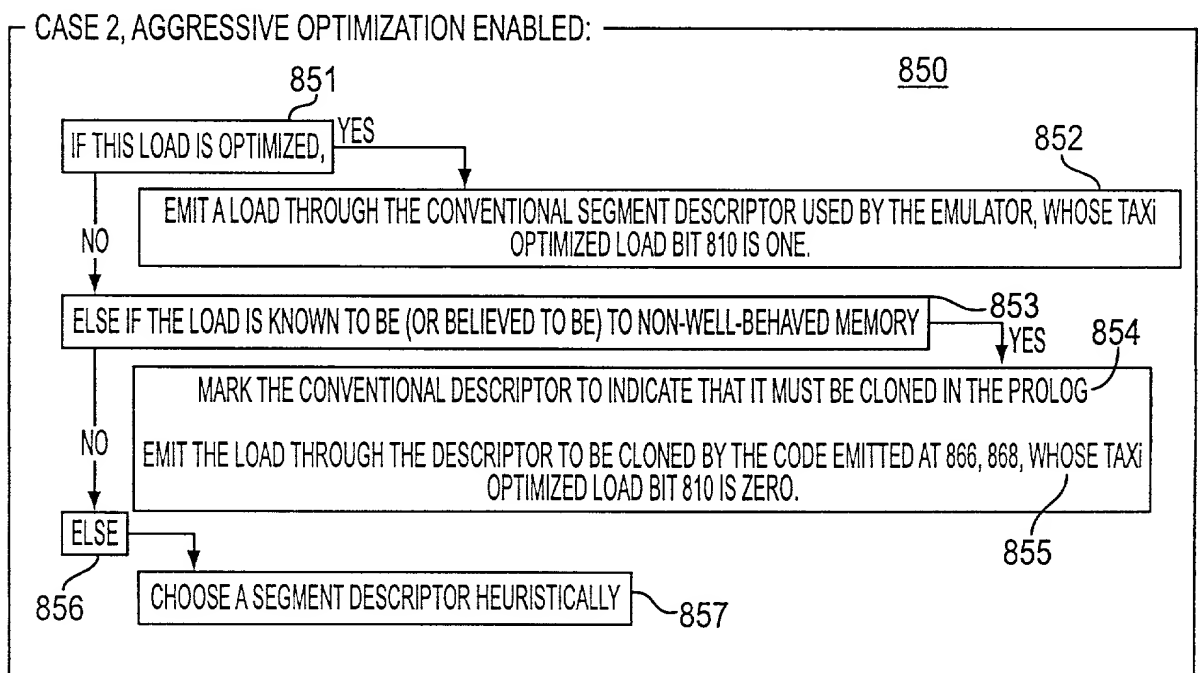 CASE 2, AGGRESSIVE OPTIMIZATION ENABLED:
850
851
IF THIS LOAD IS OPTIMIZED,
YES
852
EMIT A LOAD THROUGH THE CONVENTIONAL SEGMENT DESCRIPTOR USED BY THE EMULATOR, WHOSE TAXi
OPTIMIZED LOAD BIT 810 IS ONE.
NO
853
ELSE IF THE LOAD IS KNOWN TO BE (OR BELIEVED TO BE) TO NON-WELL-BEHAVED MEMORY
YES
854
MARK THE CONVENTIONAL DESCRIPTOR TO INDICATE THAT IT MUST BE CLONED IN THE PROLOG
NO
EMIT THE LOAD THROUGH THE DESCRIPTOR TO BE CLONED BY THE CODE EMITTED AT 866, 868, WHOSE TAXi
OPTIMIZED LOAD BIT 810 IS ZERO.
855
ELSE
856
CHOOSE A SEGMENT DESCRIPTOR HEURISTICALLY
857